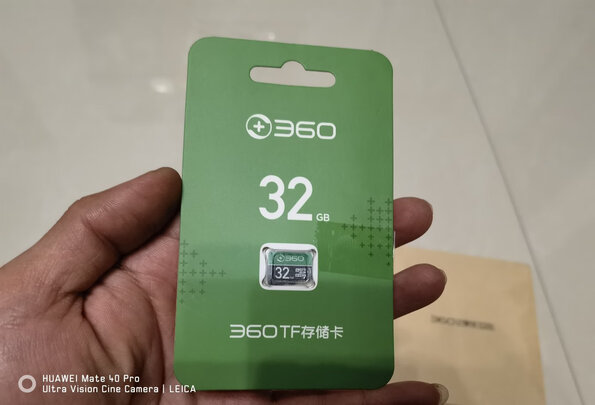 360
32 GB
360
32
360TF存储卡
HUAWEI Mate 40 Pro
Ultra Vision Cine Camera | LEICA